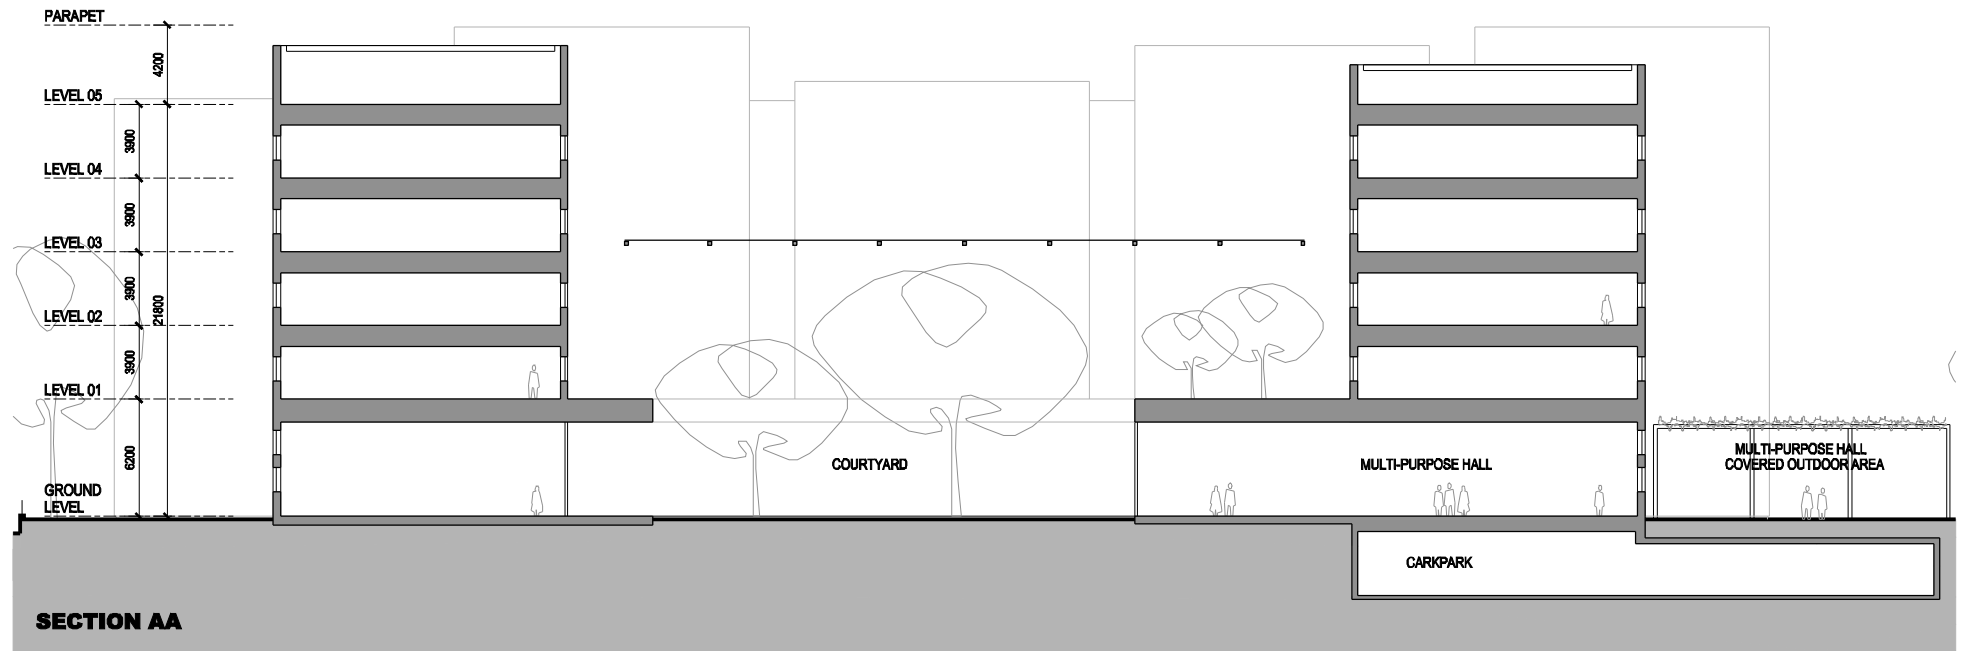 PARAPET
4200
LEVEL 05
3900
LEVEL 04
3900
LEVEL 03
3900
21800
LEVEL 02
3900
LEVEL 01
6200
GROUND
LEVEL
COURTYARD
MULTI-PURPOSE HALL
MULTI-PURPOSE HALL
COVERED OUTDOOR AREA
CARKPARK
SECTION AA